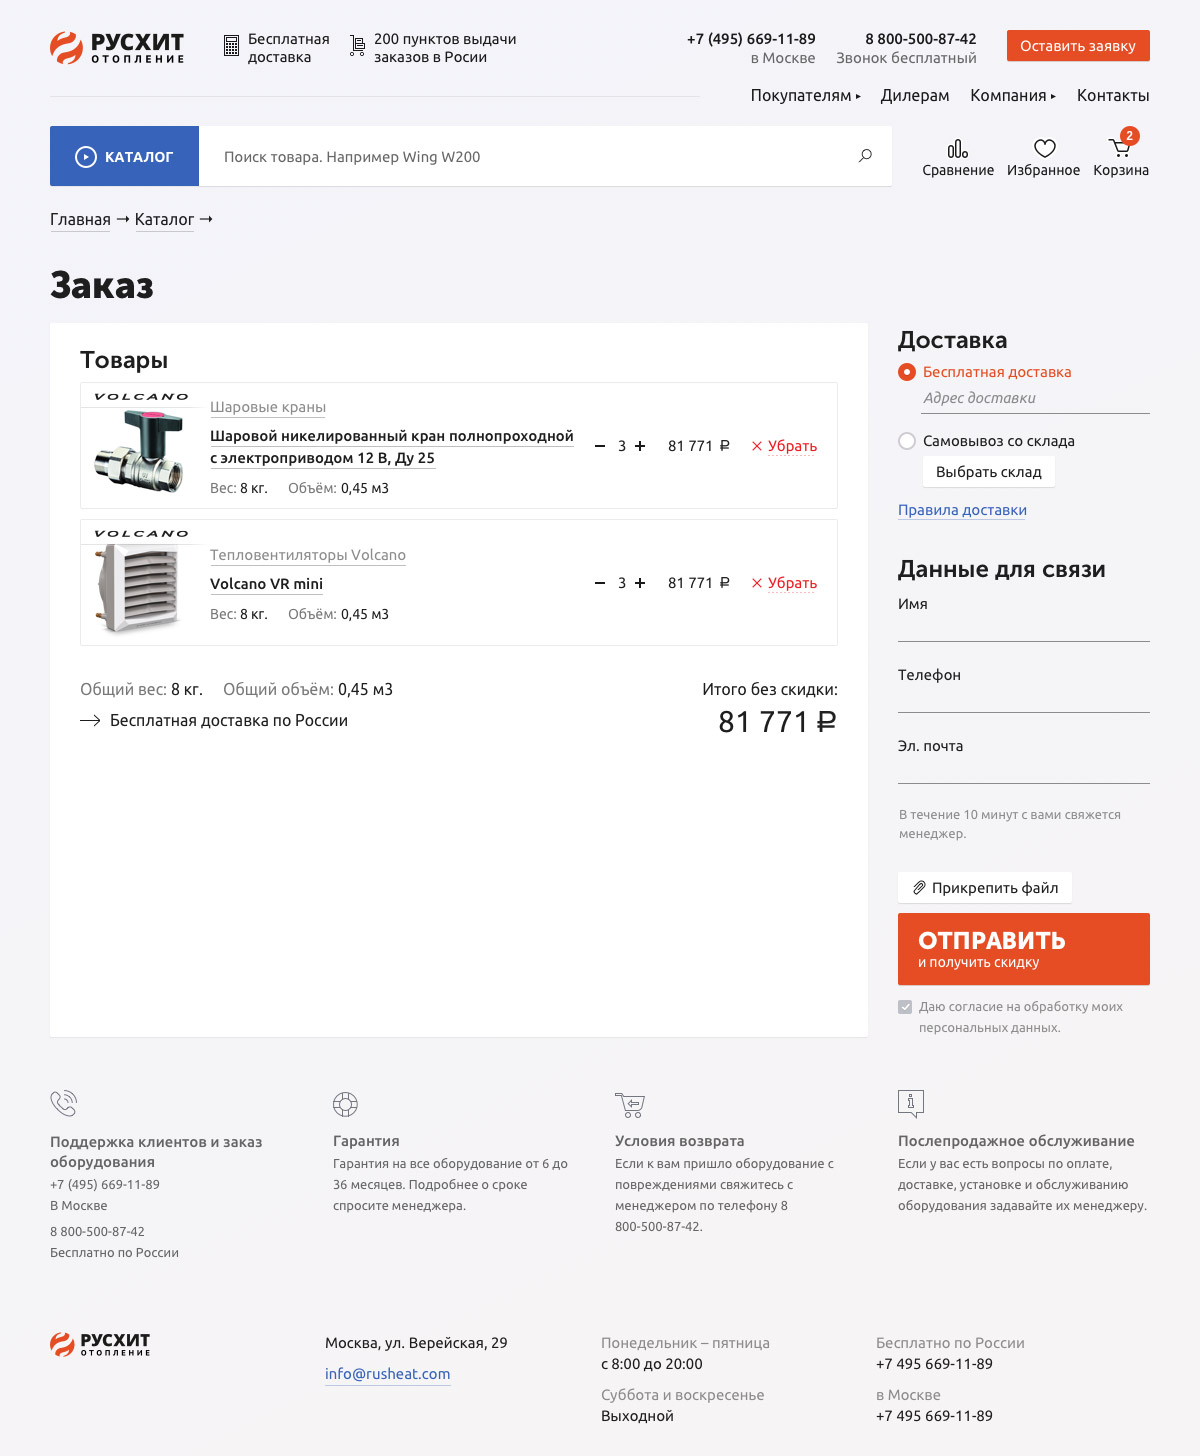 РУСХИТ
ОТОПЛЕНИЕ
Бесплатная
доставка
200 пунктов выдачи
заказов в Росии
+7 (495) 669-11-89
в Москве
8 800-500-87-42
Звонок бесплатный
Оставить заявку
Покупателям ▸ Дилерам Компания ▸ Контакты
КАТАЛОГ
Поиск товара. Например Wing W200
Сравнение
Избранное
2
Корзина
Главная → Каталог →
Заказ
Товары
VOLCANO
Шаровые краны
Шаровой никелированный кран полнопроходной
с электроприводом 12 В, Ду 25
Вес: 8 кг. Объём: 0,45 м3
− 3 + 81 771 ₽ × Убрать
VOLCANO
Тепловентиляторы Volcano
Volcano VR mini
Вес: 8 кг. Объём: 0,45 м3
− 3 + 81 771 ₽ × Убрать
Общий вес: 8 кг. Общий объём: 0,45 м3
→ Бесплатная доставка по России
Итого без скидки:
81 771 ₽
Доставка
Бесплатная доставка
Адрес доставки
Самовывоз со склада
Выбрать склад
Правила доставки
Данные для связи
Имя
Телефон
Эл. почта
В течение 10 минут с вами свяжется
менеджер.
Прикрепить файл
ОТПРАВИТЬ
и получить скидку
Даю согласие на обработку моих
персональных данных.
Поддержка клиентов и заказ
оборудования
+7 (495) 669-11-89
В Москве
8 800-500-87-42
Бесплатно по России
Гарантия
Гарантия на все оборудование от 6 до
36 месяцев. Подробнее о сроке
спросите менеджера.
Условия возврата
Если к вам пришло оборудование с
повреждениями свяжитесь с
менеджером по телефону 8
800-500-87-42.
Послепродажное обслуживание
Если у вас есть вопросы по оплате,
доставке, установке и обслуживанию
оборудования задавайте их менеджеру.
РУСХИТ
ОТОПЛЕНИЕ
Москва, ул. Верейская, 29
info@rusheat.com
Понедельник – пятница
с 8:00 до 20:00
Суббота и воскресенье
Выходной
Бесплатно по России
+7 495 669-11-89
в Москве
+7 495 669-11-89